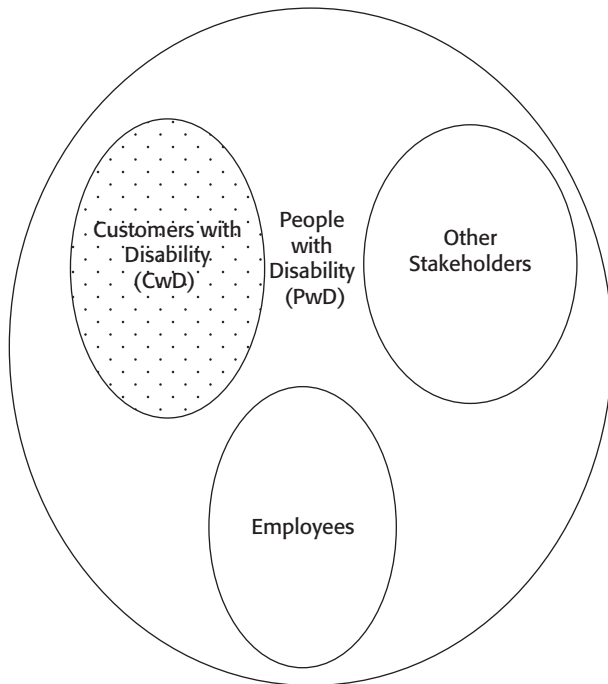 Customers with
Disability
(CwD)
People
with
Disability
(PwD)
Other
Stakeholders
Employees